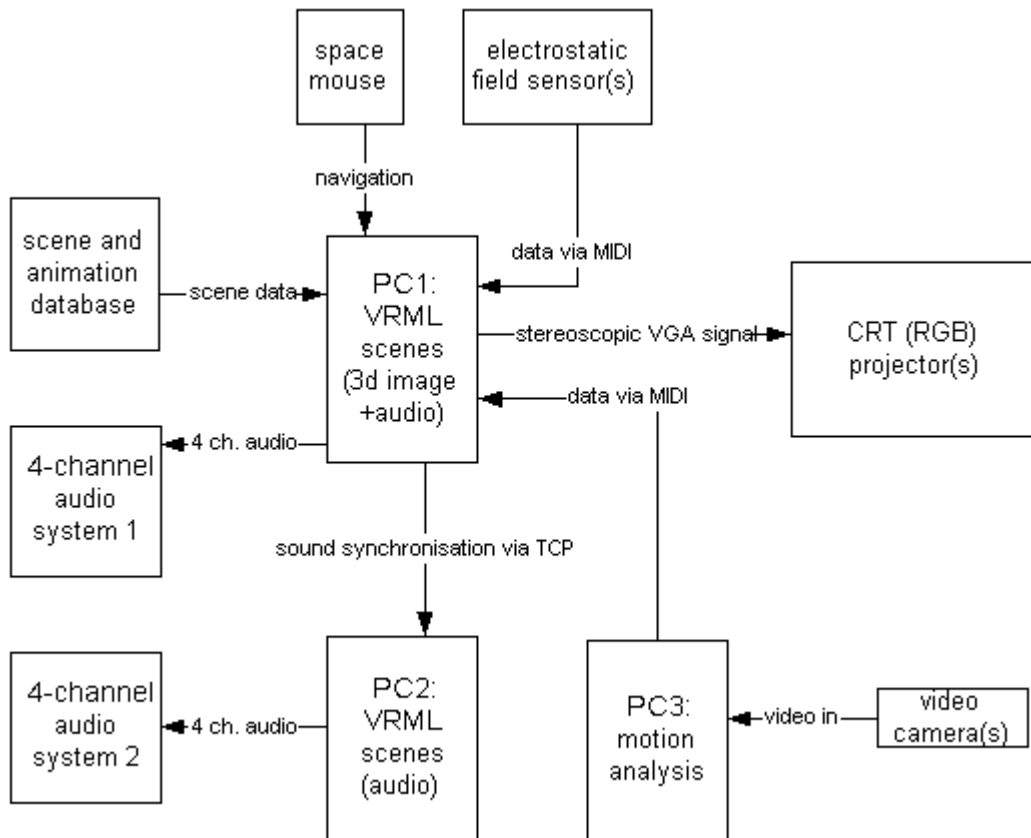 space
mouse
electrostatic
field sensor(s)
navigation
scene and
animation
database
data via MIDI
scene data
PC1:
VRML
scenes
(3d image
+audio)
stereoscopic VGA signal
CRT (RGB)
projector(s)
data via MIDI
4 ch. audio
4-channel
audio
system 1
sound synchronisation via TCP
4-channel
audio
system 2
4 ch. audio
PC2:
VRML
scenes
(audio)
PC3:
motion
analysis
video in
video
camera(s)